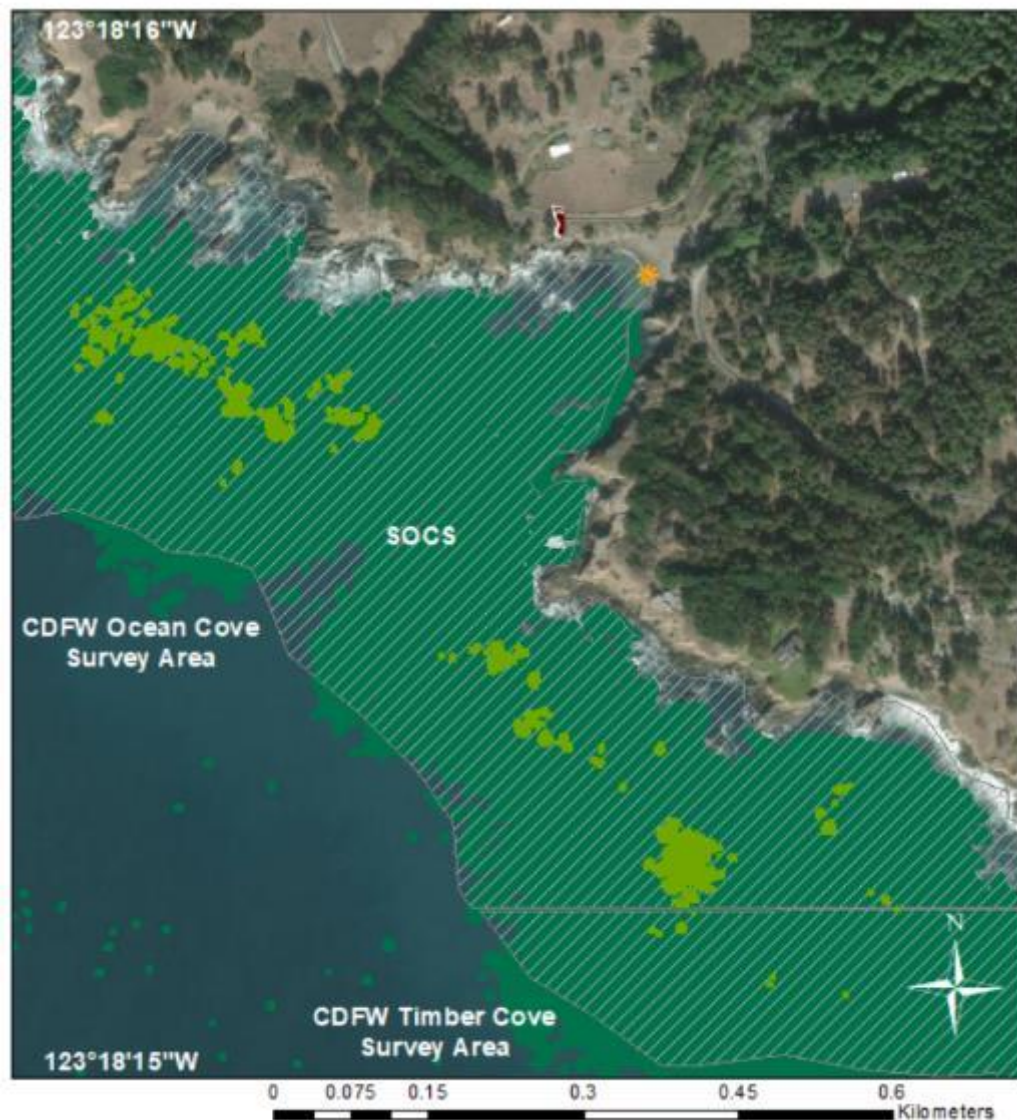 123°18'16"W
SOCS
CDFW Ocean Cove
Survey Area
N
CDFW Timber Cove
Survey Area
123°18'15"W
0 0.075 0.15 0.3 0.45 0.6
Kilometers